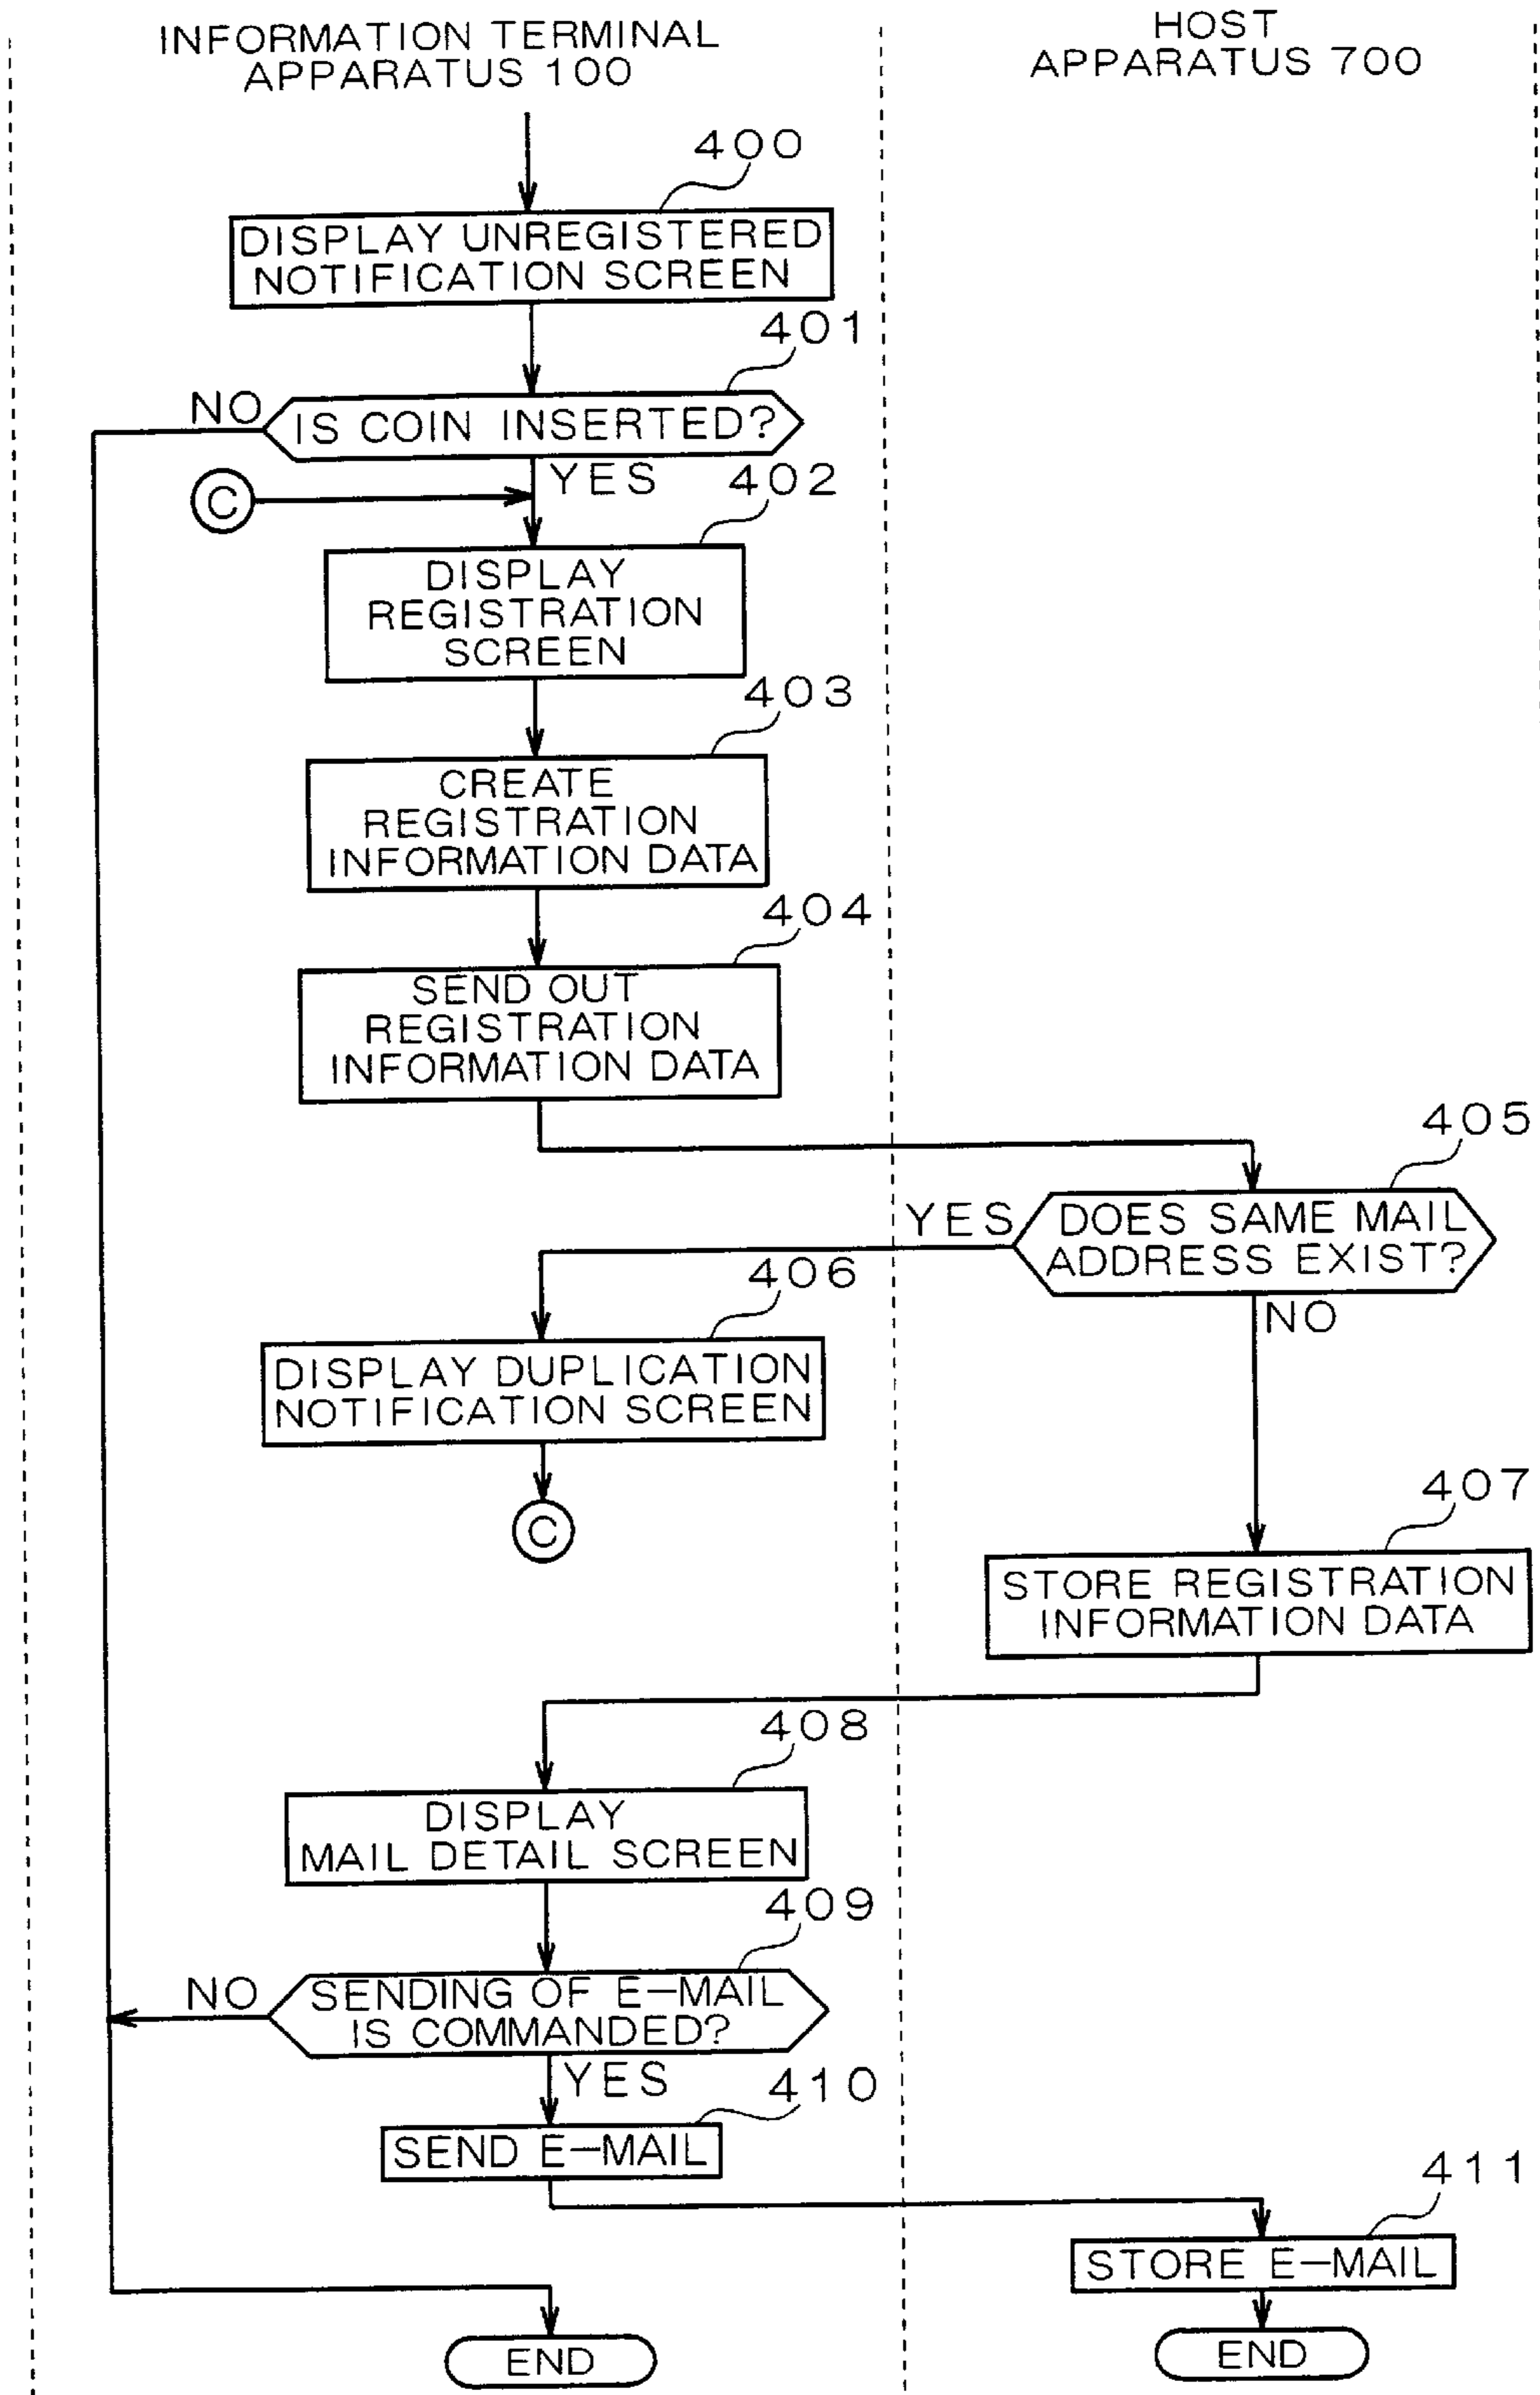 INFORMATION TERMINAL
APPARATUS 100
HOST
APPARATUS 700
400
DISPLAY UNREGISTERED
NOTIFICATION SCREEN
401
NO
IS COIN INSERTED?
YES
C
402
DISPLAY
REGISTRATION
SCREEN
403
CREATE
REGISTRATION
INFORMATION DATA
404
SEND OUT
REGISTRATION
INFORMATION DATA
405
YES
DOES SAME MAIL
ADDRESS EXIST?
NO
406
DISPLAY DUPLICATION
NOTIFICATION SCREEN
C
407
STORE REGISTRATION
INFORMATION DATA
408
DISPLAY
MAIL DETAIL SCREEN
409
NO
SENDING OF E-MAIL
IS COMMANDED?
YES
410
SEND E-MAIL
411
STORE E-MAIL
END
END